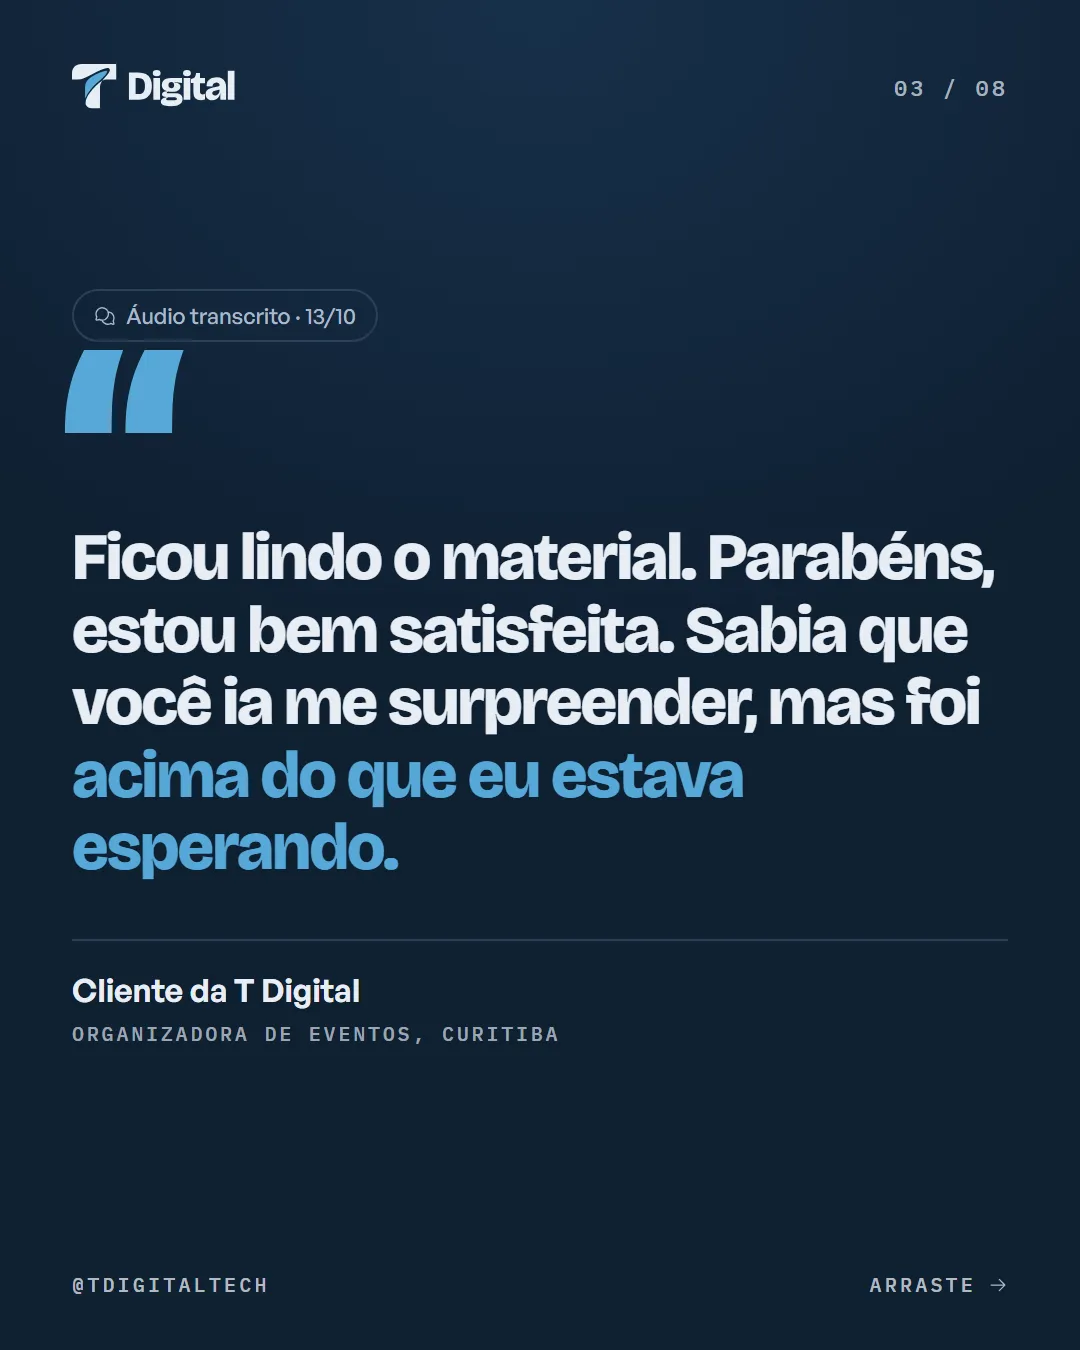 T Digital
03 / 08
Áudio transcrito · 13/10
“
Ficou lindo o material. Parabéns,
estou bem satisfeita. Sabia que
você ia me surpreender, mas foi
acima do que eu estava
esperando.
Cliente da T Digital
ORGANIZADORA DE EVENTOS, CURITIBA
@TDIGITALTECH
ARRASTE →